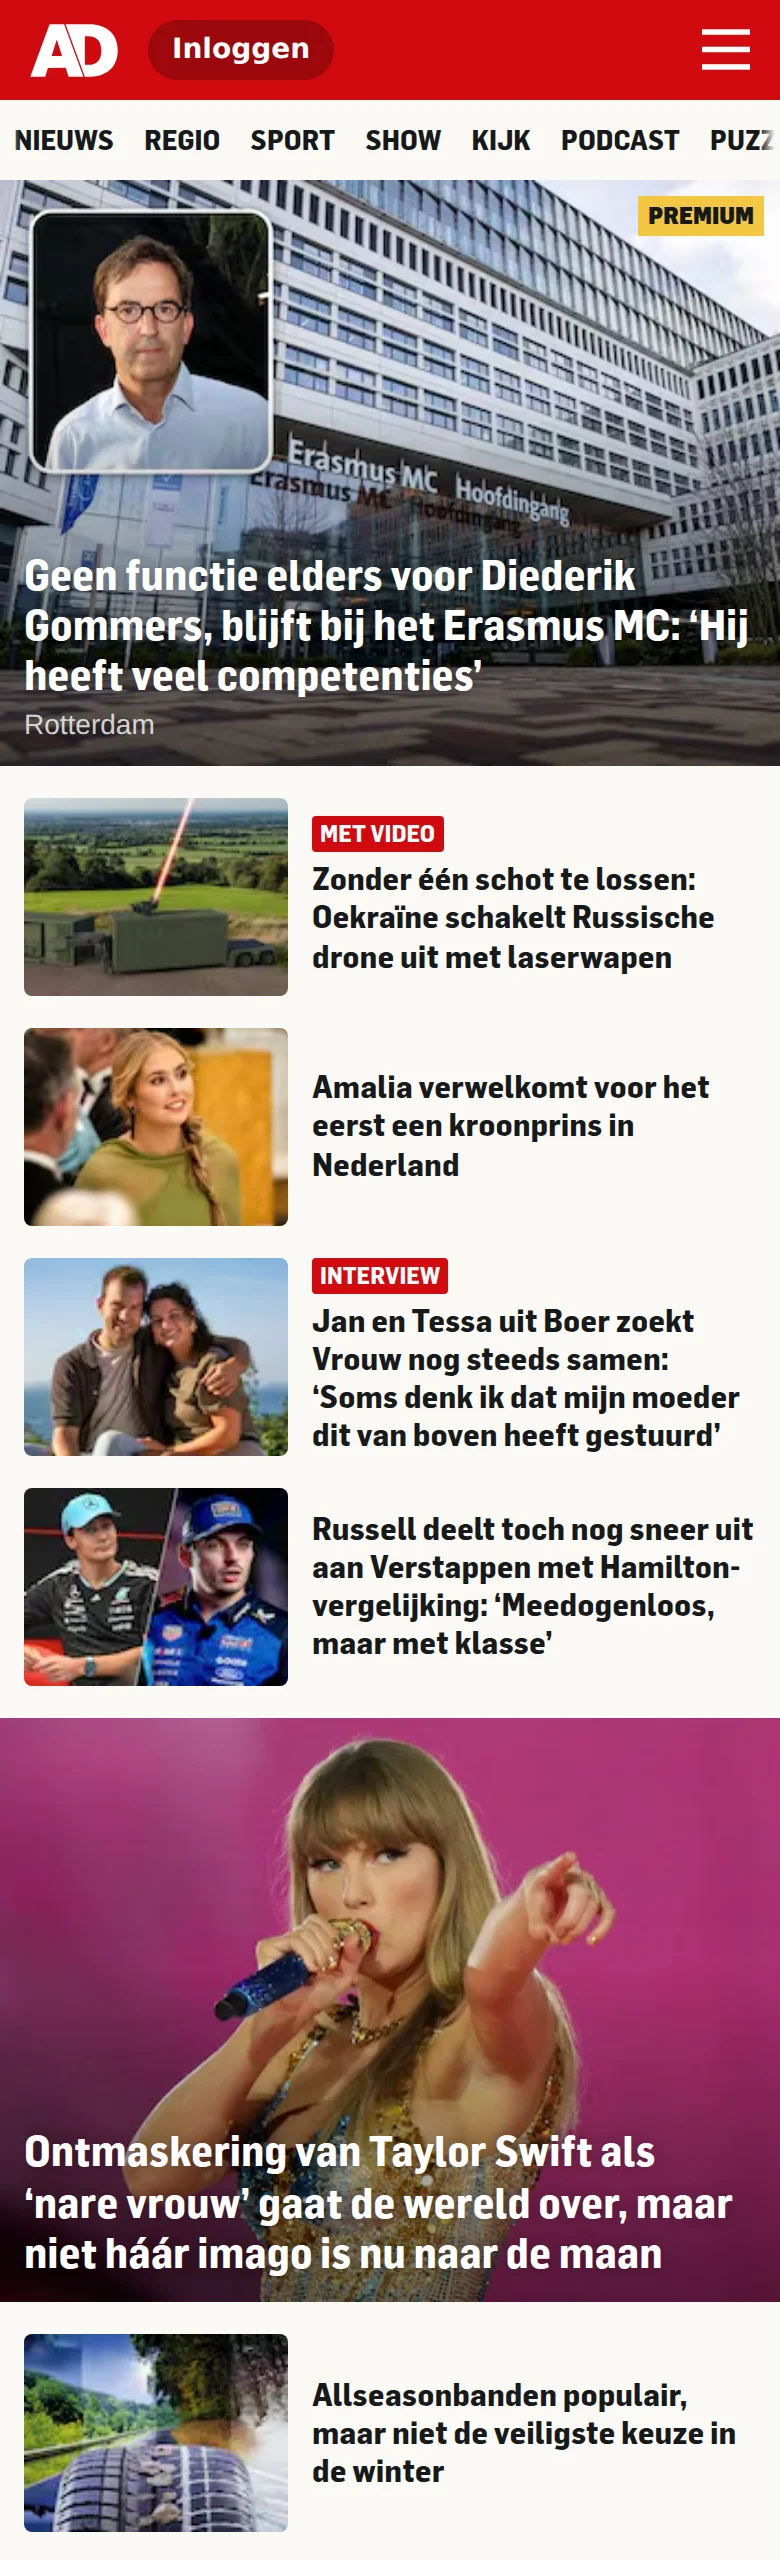 AD
Inloggen
NIEUWS REGIO SPORT SHOW KIJK PODCAST PUZZ
PREMIUM
Erasmus MC Hoofdingang
Erasmus MC Hoofdingang
Geen functie elders voor Diederik
Gommers, blijft bij het Erasmus MC: ‘Hij
heeft veel competenties’
Rotterdam
MET VIDEO
Zonder één schot te lossen:
Oekraïne schakelt Russische
drone uit met laserwapen
Amalia verwelkomt voor het
eerst een kroonprins in
Nederland
INTERVIEW
Jan en Tessa uit Boer zoekt
Vrouw nog steeds samen:
‘Soms denk ik dat mijn moeder
dit van boven heeft gestuurd’
Russell deelt toch nog sneer uit
aan Verstappen met Hamilton-
vergelijking: ‘Meedogenloos,
maar met klasse’
Ontmaskering van Taylor Swift als
‘nare vrouw’ gaat de wereld over, maar
niet háár imago is nu naar de maan
Allseasonbanden populair,
maar niet de veiligste keuze in
de winter